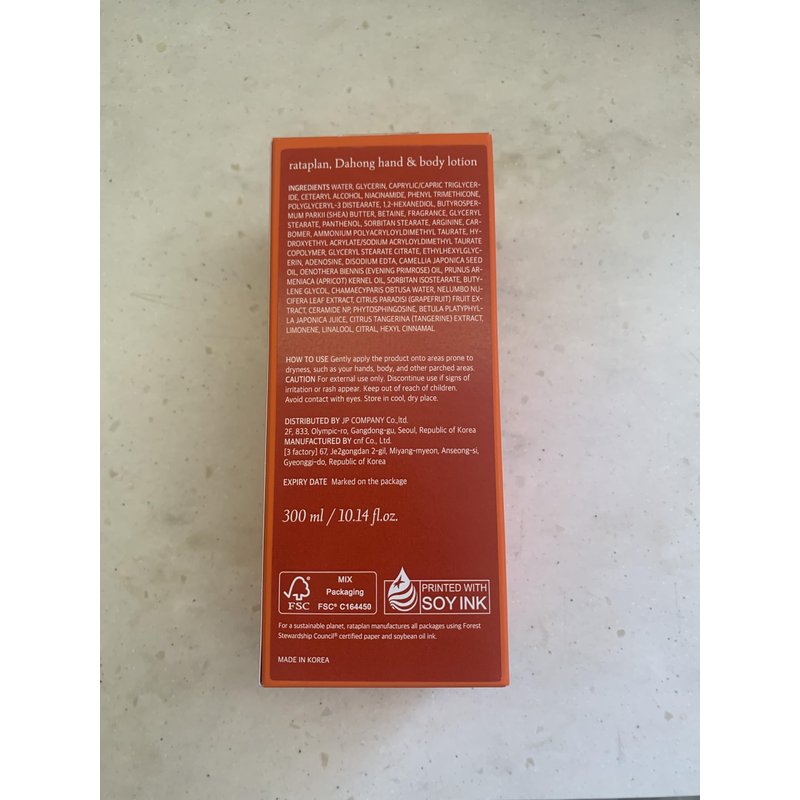 rataplan, Dahong hand & body lotion
INGREDIENTS WATER, GLYCERIN, CAPRYLIC/CAPRIC TRIGLYCER-
IDE, CETEARYL ALCOHOL, NIACINAMIDE, PHENYL TRIMETHICONE,
POLYGLYCERYL-3 DISTEARATE, 1,2-HEXANEDIOL, BUTYROSPER-
MUM PARKII (SHEA) BUTTER, BETAINE, FRAGRANCE, GLYCERYL
STEARATE, PANTHENOL, SORBITAN STEARATE, ARGININE, CAR-
BOMER, AMMONIUM POLYACRYLOYLDIMETHYL TAURATE, HY-
DROXYETHYL ACRYLATE/SODIUM ACRYLOYLDIMETHYL TAURATE
COPOLYMER, GLYCERYL STEARATE CITRATE, ETHYLHEXYLGLYC-
ERIN, ADENOSINE, DISODIUM EDTA, CAMELLIA JAPONICA SEED
OIL, OENOTHERA BIENNIS (EVENING PRIMROSE) OIL, PRUNUS AR-
MENIACA (APRICOT) KERNEL OIL, SORBITAN ISOSTEARATE, BUTY-
LENE GLYCOL, CHAMAECYPARIS OBTUSA WATER, NELUMBO NU-
CIFERA LEAF EXTRACT, CITRUS PARADISI (GRAPEFRUIT) FRUIT EX-
TRACT, CERAMIDE NP, PHYTOSPHINGOSINE, BETULA PLATYPHYL-
LA JAPONICA JUICE, CITRUS TANGERINA (TANGERINE) EXTRACT,
LIMONENE, LINALOOL, CITRAL, HEXYL CINNAMAL
HOW TO USE Gently apply the product onto areas prone to
dryness, such as your hands, body, and other parched areas.
CAUTION For external use only. Discontinue use if signs of
irritation or rash appear. Keep out of reach of children.
Avoid contact with eyes. Store in cool, dry place.
DISTRIBUTED BY JP COMPANY Co.,ltd.
2F, 833, Olympic-ro, Gangdong-gu, Seoul, Republic of Korea
MANUFACTURED BY cnf Co., Ltd.
[3 factory] 67, Je2gongdan 2-gil, Miyang-myeon, Anseong-si,
Gyeonggi-do, Republic of Korea
EXPIRY DATE Marked on the package
300 ml / 10.14 fl.oz.
FSC
MIX
Packaging
FSC® C164450
PRINTED WITH
SOY INK
For a sustainable planet, rataplan manufactures all packages using Forest
Stewardship Council® certified paper and soybean oil ink.
MADE IN KOREA